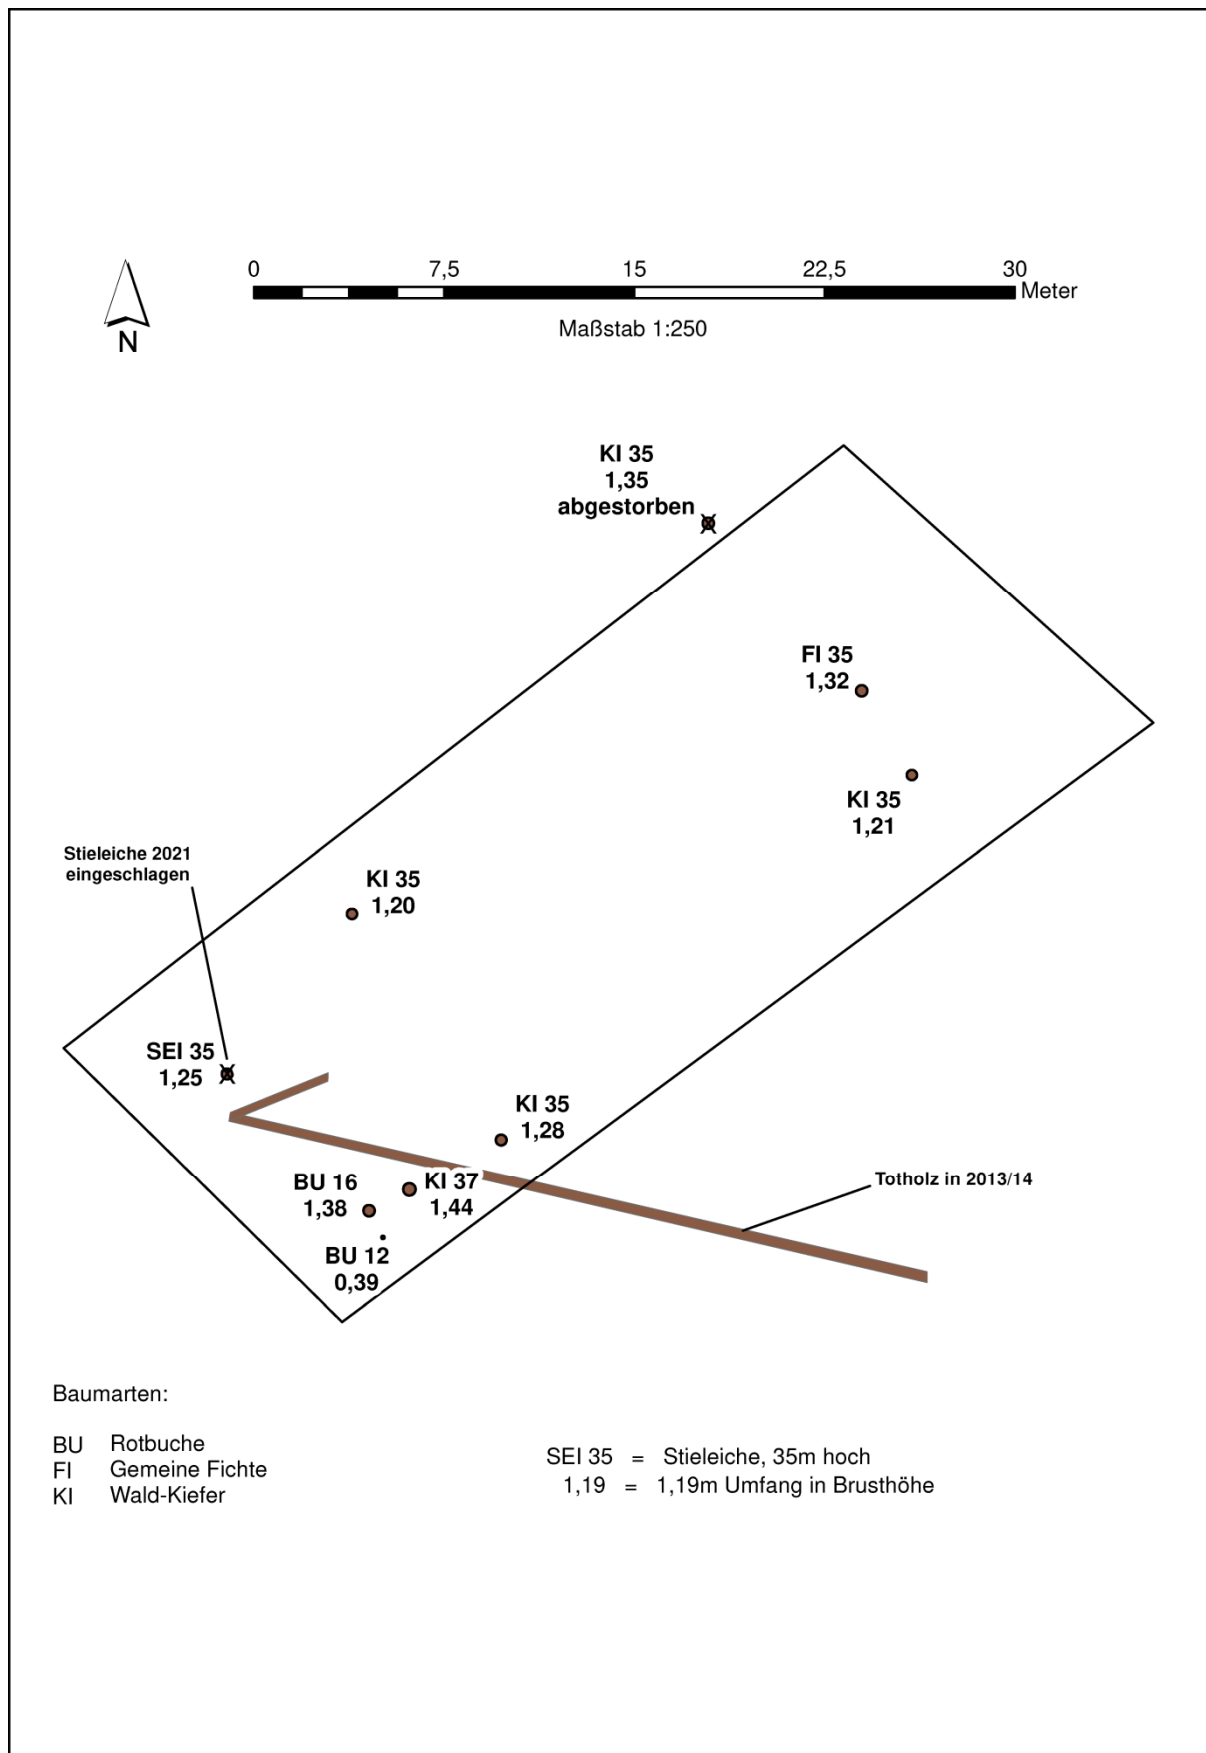 0 7,5 15 22,5 30
Meter
Maßstab 1:250
N
KI 35
1,35
abgestorben
FI 35
1,32
KI 35
1,21
Stieleiche 2021
eingeschlagen
KI 35
1,20
SEI 35
1,25
KI 35
1,28
BU 16
1,38
KI 37
1,44
Totholz in 2013/14
BU 12
0,39
Baumarten:
BU Rotbuche
FI Gemeine Fichte
KI Wald-Kiefer
SEI 35 = Stieleiche, 35m hoch
1,19 = 1,19m Umfang in Brusthöhe